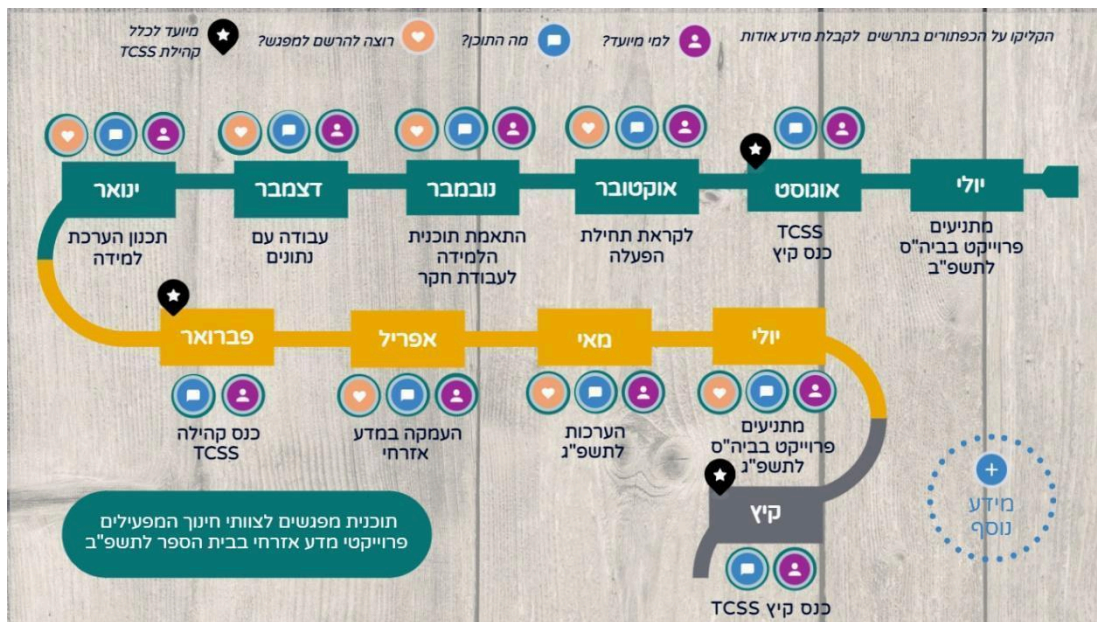 הקליקו על הכפתורים בתרשים לקבלת מידע אודות
למי מיועד?
מה התוכן?
רוצה להרשם למפגש?
מיועד לכלל
קהילת TCSS
יולי
מתניעים
פרוייקט בביה"ס
לתשפ"ב
אוגוסט
TCSS
כנס קיץ
אוקטובר
לקראת תחילת
הפעלה
נובמבר
התאמת תוכנית
הלמידה
לעבודת חקר
דצמבר
עבודה עם
נתונים
ינואר
תכנון הערכת
למידה
פברואר
כנס קהילה
TCSS
אפריל
העמקה במדע
אזרחי
מאי
הערכות
לתשפ"ג
יולי
מתניעים
פרוייקט בביה"ס
לתשפ"ג
קיץ
כנס קיץ TCSS
מידע
נוסף
תוכנית מפגשים לצוותי חינוך המפעילים
פרוייקטי מדע אזרחי בבית הספר לתשפ"ב